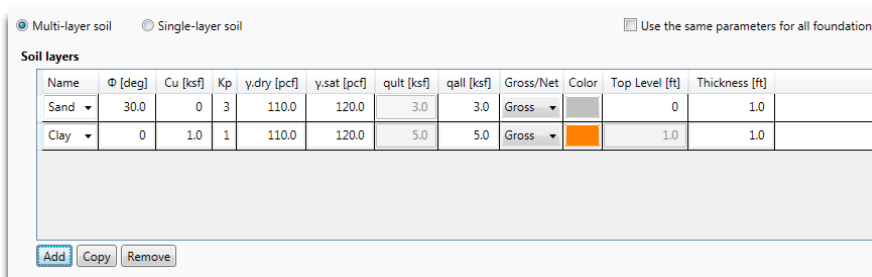 Multi-layer soil Single-layer soil Use the same parameters for all foundation
Soil layers
Name Φ [deg] Cu [ksf] Kp γ.dry [pcf] γ.sat [pcf] qult [ksf] qall [ksf] Gross/Net Color Top Level [ft] Thickness [ft]
Sand 30.0 0 3 110.0 120.0 3.0 3.0 Gross 0 1.0
Clay 0 1.0 1 110.0 120.0 5.0 5.0 Gross 1.0 1.0
Add Copy Remove